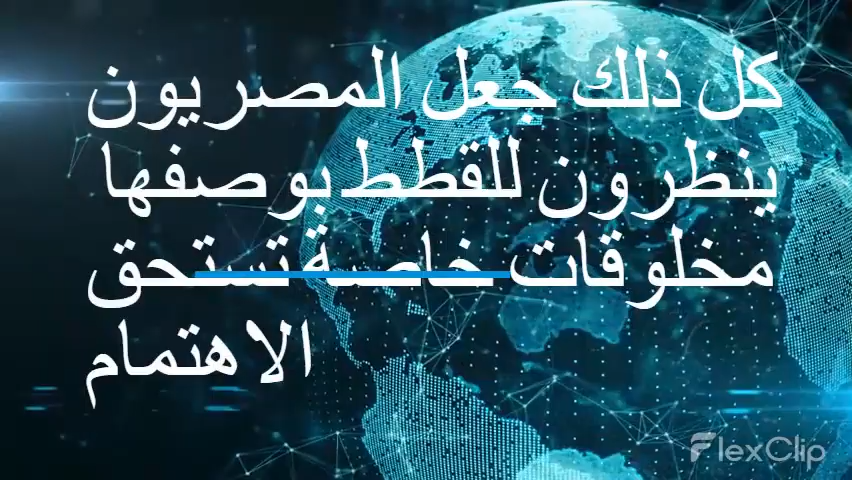 كل ذلك جعل المصريون
ينظرون للقطط بوصفها
مخلوقات خاصة تستحق
الاهتمام
FlexClip